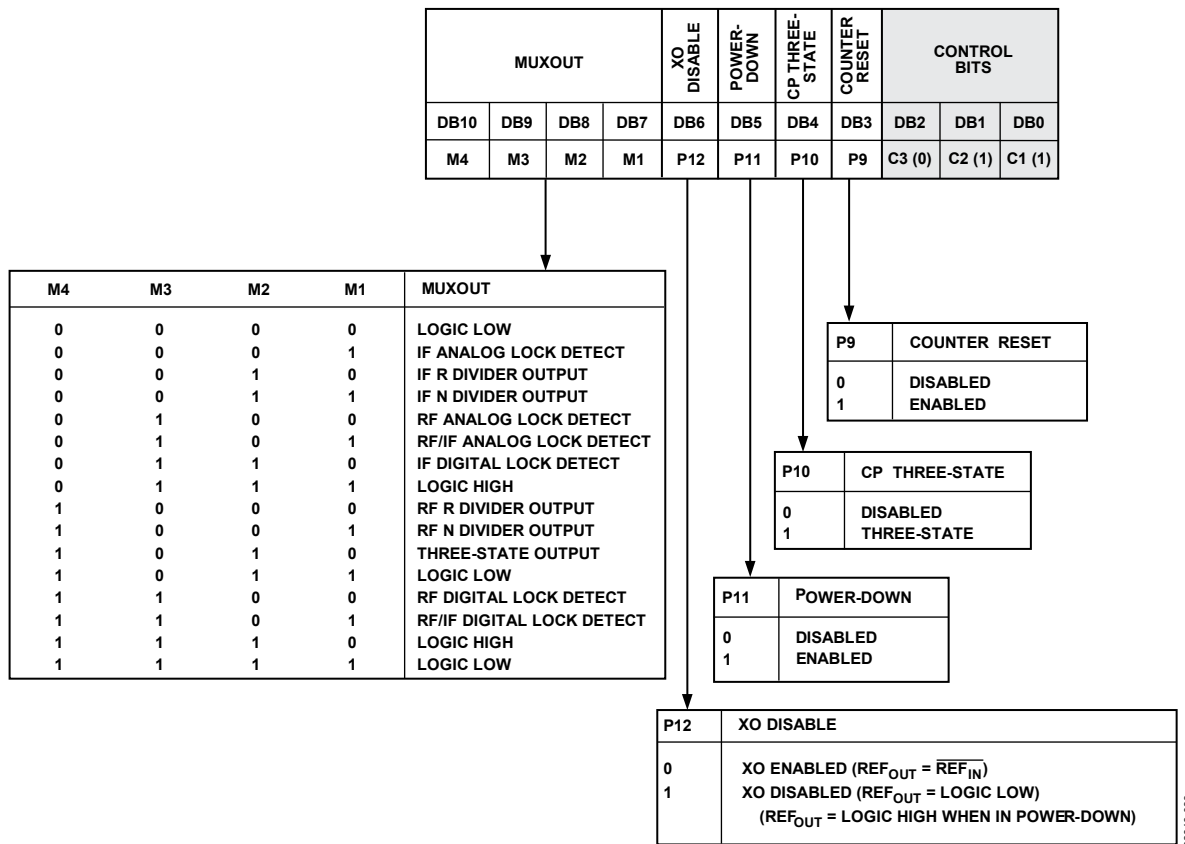 MUXOUT
XO DISABLE
POWER-DOWN
CP THREE-STATE
COUNTER RESET
CONTROL BITS
DB10 DB9 DB8 DB7 DB6 DB5 DB4 DB3 DB2 DB1 DB0
M4 M3 M2 M1 P12 P11 P10 P9 C3 (0) C2 (1) C1 (1)
M4 M3 M2 M1 MUXOUT
0 0 0 0 LOGIC LOW
0 0 0 1 IF ANALOG LOCK DETECT
0 0 1 0 IF R DIVIDER OUTPUT
0 0 1 1 IF N DIVIDER OUTPUT
0 1 0 0 RF ANALOG LOCK DETECT
0 1 0 1 RF/IF ANALOG LOCK DETECT
0 1 1 0 IF DIGITAL LOCK DETECT
0 1 1 1 LOGIC HIGH
1 0 0 0 RF R DIVIDER OUTPUT
1 0 0 1 RF N DIVIDER OUTPUT
1 0 1 0 THREE-STATE OUTPUT
1 0 1 1 LOGIC LOW
1 1 0 0 RF DIGITAL LOCK DETECT
1 1 0 1 RF/IF DIGITAL LOCK DETECT
1 1 1 0 LOGIC HIGH
1 1 1 1 LOGIC LOW
P9 COUNTER RESET
0 DISABLED
1 ENABLED
P10 CP THREE-STATE
0 DISABLED
1 THREE-STATE
P11 POWER-DOWN
0 DISABLED
1 ENABLED
P12 XO DISABLE
0 XO ENABLED (REFOUT = REFIN)
1 XO DISABLED (REFOUT = LOGIC LOW)
(REFOUT = LOGIC HIGH WHEN IN POWER-DOWN)